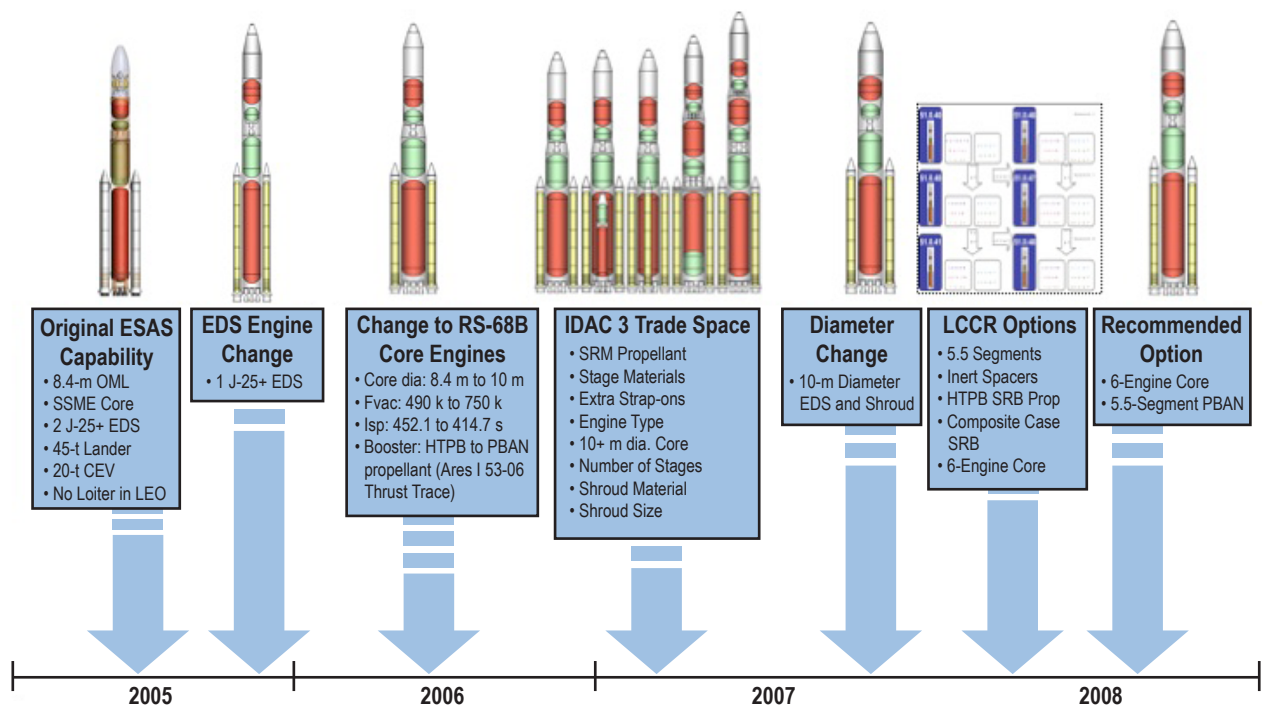 Original ESAS
Capability
• 8.4-m OML
• SSME Core
• 2 J-25+ EDS
• 45-t Lander
• 20-t CEV
• No Loiter in LEO
EDS Engine
Change
• 1 J-25+ EDS
Change to RS-68B
Core Engines
• Core dia: 8.4 m to 10 m
• Fvac: 490 k to 750 k
• Isp: 452.1 to 414.7 s
• Booster: HTPB to PBAN
propellant (Ares I 53-06
Thrust Trace)
IDAC 3 Trade Space
• SRM Propellant
• Stage Materials
• Extra Strap-ons
• Engine Type
• 10+ m dia. Core
• Number of Stages
• Shroud Material
• Shroud Size
Diameter
Change
• 10-m Diameter
EDS and Shroud
51.0.40
LCCR Options
• 5.5 Segments
• Inert Spacers
• HTPB SRB Prop
• Composite Case
SRB
• 6-Engine Core
Recommended
Option
• 6-Engine Core
• 5.5-Segment PBAN
2005
2006
2007
2008